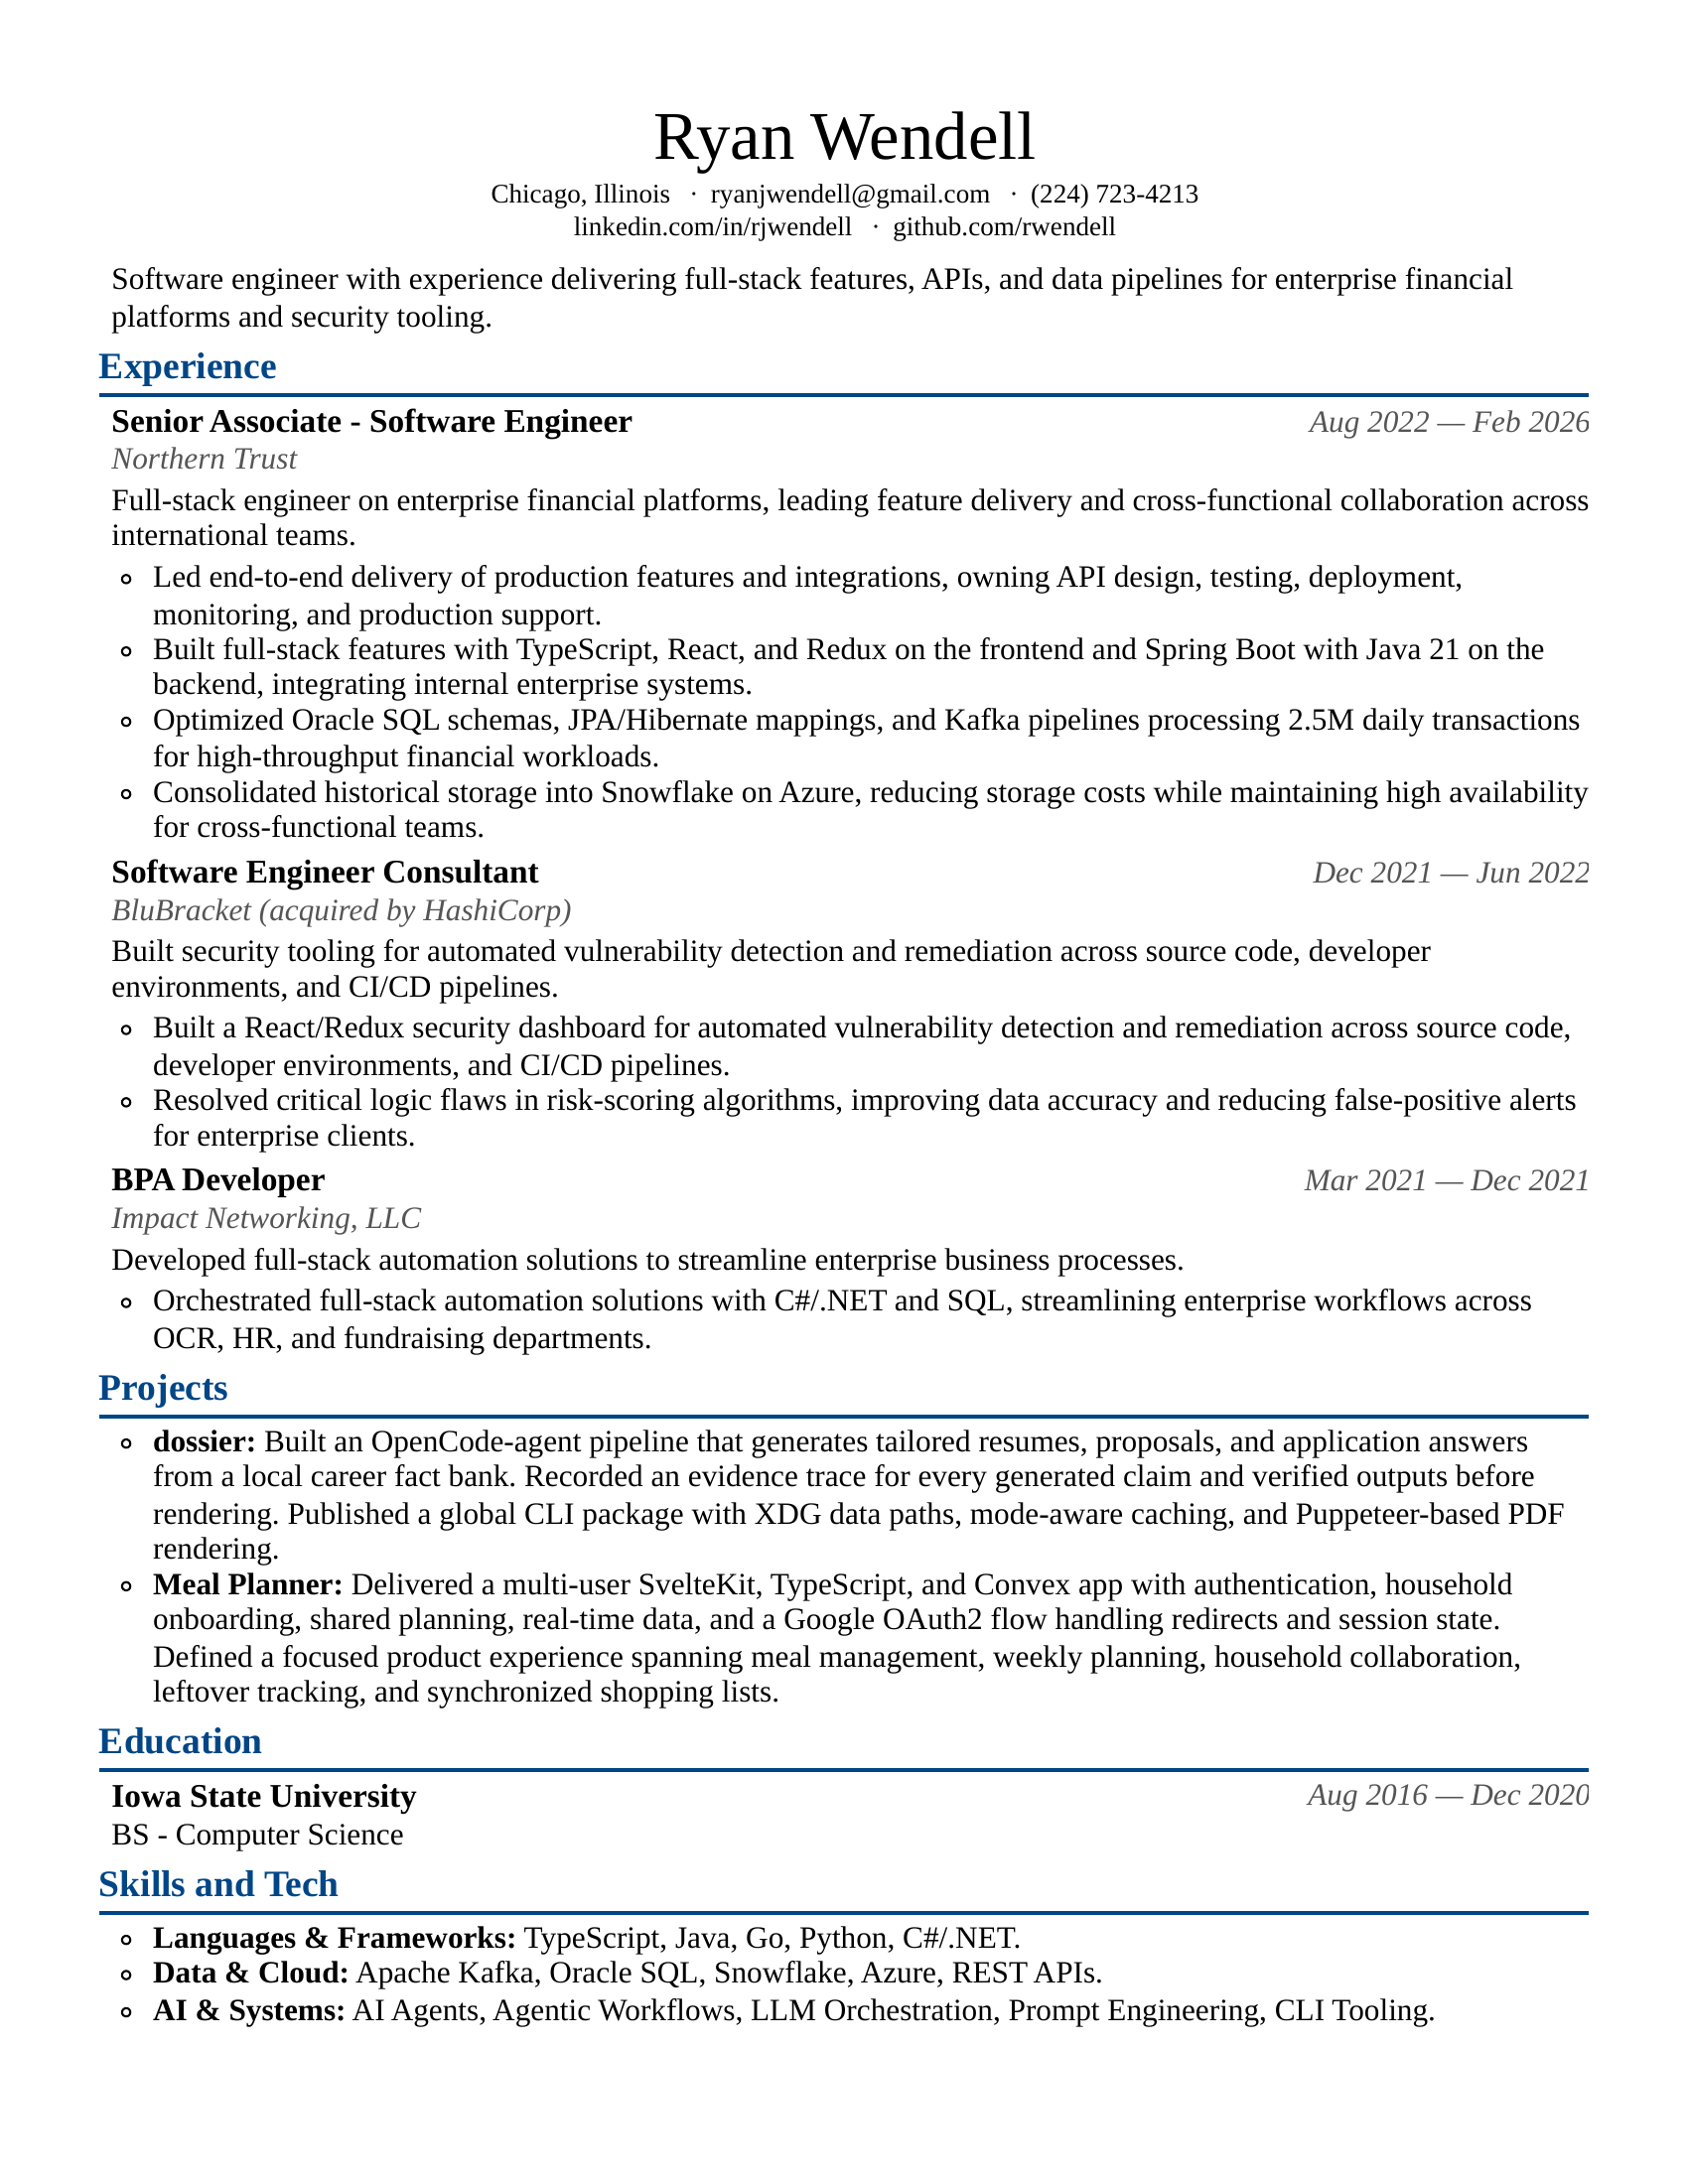 Ryan Wendell
Chicago, Illinois · ryanjwendell@gmail.com · (224) 723-4213
linkedin.com/in/rjwendell · github.com/rwendell
Software engineer with experience delivering full-stack features, APIs, and data pipelines for enterprise financial
platforms and security tooling.
Experience
Senior Associate - Software Engineer Aug 2022 — Feb 2026
Northern Trust
Full-stack engineer on enterprise financial platforms, leading feature delivery and cross-functional collaboration across
international teams.
◦ Led end-to-end delivery of production features and integrations, owning API design, testing, deployment,
monitoring, and production support.
◦ Built full-stack features with TypeScript, React, and Redux on the frontend and Spring Boot with Java 21 on the
backend, integrating internal enterprise systems.
◦ Optimized Oracle SQL schemas, JPA/Hibernate mappings, and Kafka pipelines processing 2.5M daily transactions
for high-throughput financial workloads.
◦ Consolidated historical storage into Snowflake on Azure, reducing storage costs while maintaining high availability
for cross-functional teams.
Software Engineer Consultant Dec 2021 — Jun 2022
BluBracket (acquired by HashiCorp)
Built security tooling for automated vulnerability detection and remediation across source code, developer
environments, and CI/CD pipelines.
◦ Built a React/Redux security dashboard for automated vulnerability detection and remediation across source code,
developer environments, and CI/CD pipelines.
◦ Resolved critical logic flaws in risk-scoring algorithms, improving data accuracy and reducing false-positive alerts
for enterprise clients.
BPA Developer Mar 2021 — Dec 2021
Impact Networking, LLC
Developed full-stack automation solutions to streamline enterprise business processes.
◦ Orchestrated full-stack automation solutions with C#/.NET and SQL, streamlining enterprise workflows across
OCR, HR, and fundraising departments.
Projects
◦ dossier: Built an OpenCode-agent pipeline that generates tailored resumes, proposals, and application answers
from a local career fact bank. Recorded an evidence trace for every generated claim and verified outputs before
rendering. Published a global CLI package with XDG data paths, mode-aware caching, and Puppeteer-based PDF
rendering.
◦ Meal Planner: Delivered a multi-user SvelteKit, TypeScript, and Convex app with authentication, household
onboarding, shared planning, real-time data, and a Google OAuth2 flow handling redirects and session state.
Defined a focused product experience spanning meal management, weekly planning, household collaboration,
leftover tracking, and synchronized shopping lists.
Education
Iowa State University Aug 2016 — Dec 2020
BS - Computer Science
Skills and Tech
◦ Languages & Frameworks: TypeScript, Java, Go, Python, C#/.NET.
◦ Data & Cloud: Apache Kafka, Oracle SQL, Snowflake, Azure, REST APIs.
◦ AI & Systems: AI Agents, Agentic Workflows, LLM Orchestration, Prompt Engineering, CLI Tooling.